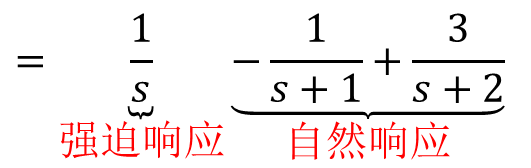 = 1/s - 1/(s+1) + 3/(s+2)
强迫响应 自然响应